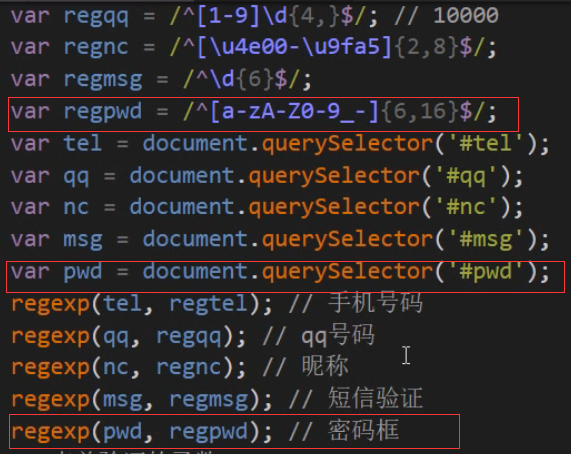 var regqq = /^[1-9]\d{4,}$/; // 10000
var regnc = /^[\u4e00-\u9fa5]{2,8}$/;
var regmsg = /^\d{6}$/;
var regpwd = /^[a-zA-Z0-9_-]{6,16}$/;
var tel = document.querySelector('#tel');
var qq = document.querySelector('#qq');
var nc = document.querySelector('#nc');
var msg = document.querySelector('#msg');
var pwd = document.querySelector('#pwd');
regexp(tel, regtel); // 手机号码
regexp(qq, regqq); // qq号码
regexp(nc, regnc); // 昵称
regexp(msg, regmsg); // 短信验证
regexp(pwd, regpwd); // 密码框